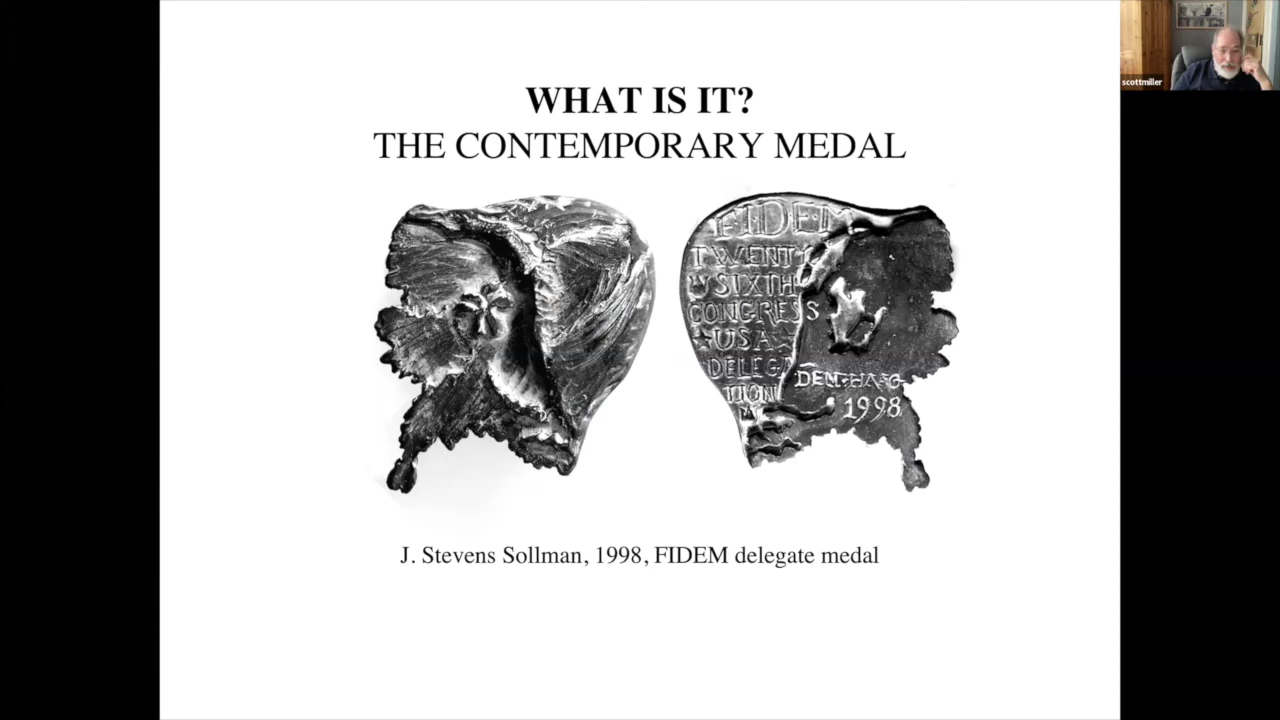 WHAT IS IT?
THE CONTEMPORARY MEDAL
FIDEM
TWENTY
SIXTH
CONGRESS
USA
DELEGA
TION
DEN·HAAG
1998
J. Stevens Sollman, 1998, FIDEM delegate medal
scottmiller